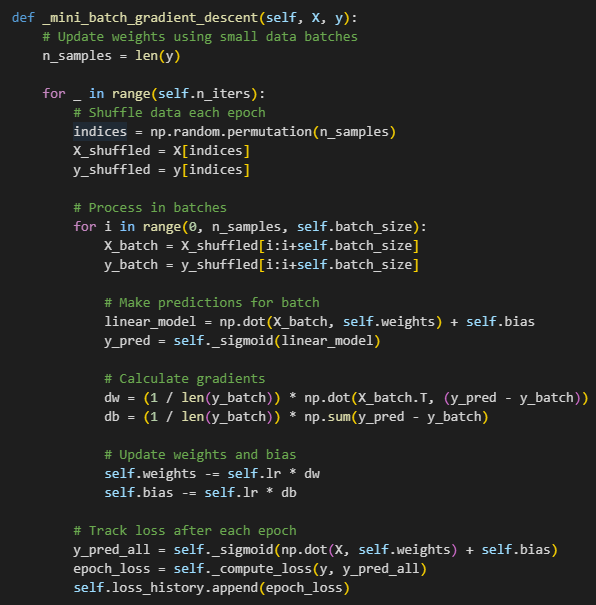 def _mini_batch_gradient_descent(self, X, y):
    # Update weights using small data batches
    n_samples = len(y)

    for _ in range(self.n_iters):
        # Shuffle data each epoch
        indices = np.random.permutation(n_samples)
        X_shuffled = X[indices]
        y_shuffled = y[indices]

        # Process in batches
        for i in range(0, n_samples, self.batch_size):
            X_batch = X_shuffled[i:i+self.batch_size]
            y_batch = y_shuffled[i:i+self.batch_size]

            # Make predictions for batch
            linear_model = np.dot(X_batch, self.weights) + self.bias
            y_pred = self._sigmoid(linear_model)

            # Calculate gradients
            dw = (1 / len(y_batch)) * np.dot(X_batch.T, (y_pred - y_batch))
            db = (1 / len(y_batch)) * np.sum(y_pred - y_batch)

            # Update weights and bias
            self.weights -= self.lr * dw
            self.bias -= self.lr * db

        # Track loss after each epoch
        y_pred_all = self._sigmoid(np.dot(X, self.weights) + self.bias)
        epoch_loss = self._compute_loss(y, y_pred_all)
        self.loss_history.append(epoch_loss)